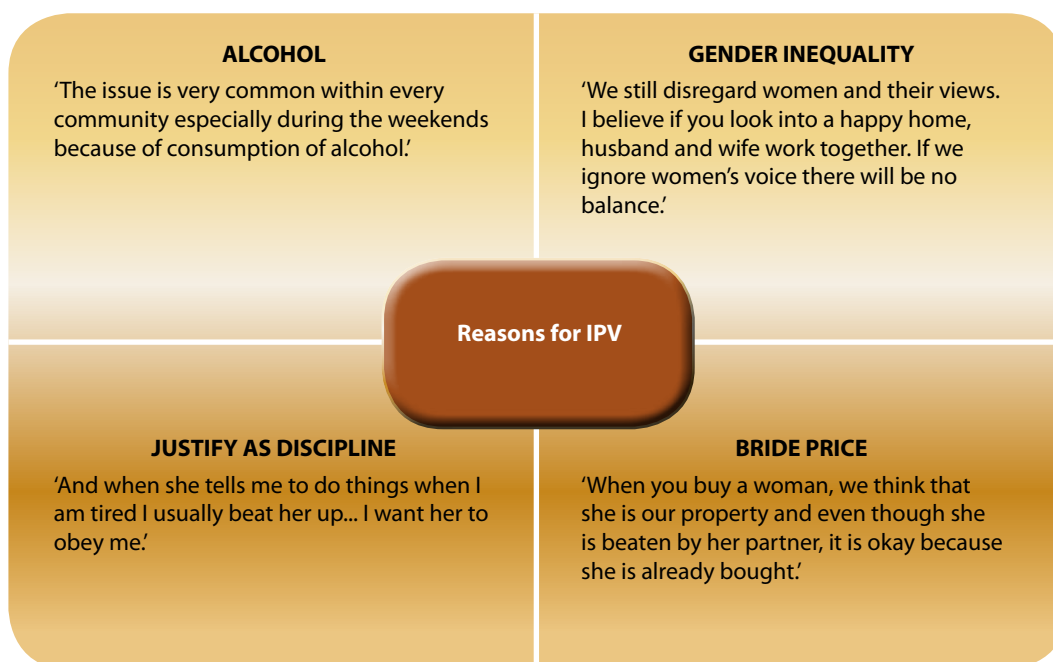 ALCOHOL
‘The issue is very common within every
community especially during the weekends
because of consumption of alcohol.’
GENDER INEQUALITY
‘We still disregard women and their views.
I believe if you look into a happy home,
husband and wife work together. If we
ignore women’s voice there will be no
balance.’
Reasons for IPV
JUSTIFY AS DISCIPLINE
‘And when she tells me to do things when I
am tired I usually beat her up... I want her to
obey me.’
BRIDE PRICE
‘When you buy a woman, we think that
she is our property and even though she
is beaten by her partner, it is okay because
she is already bought.’